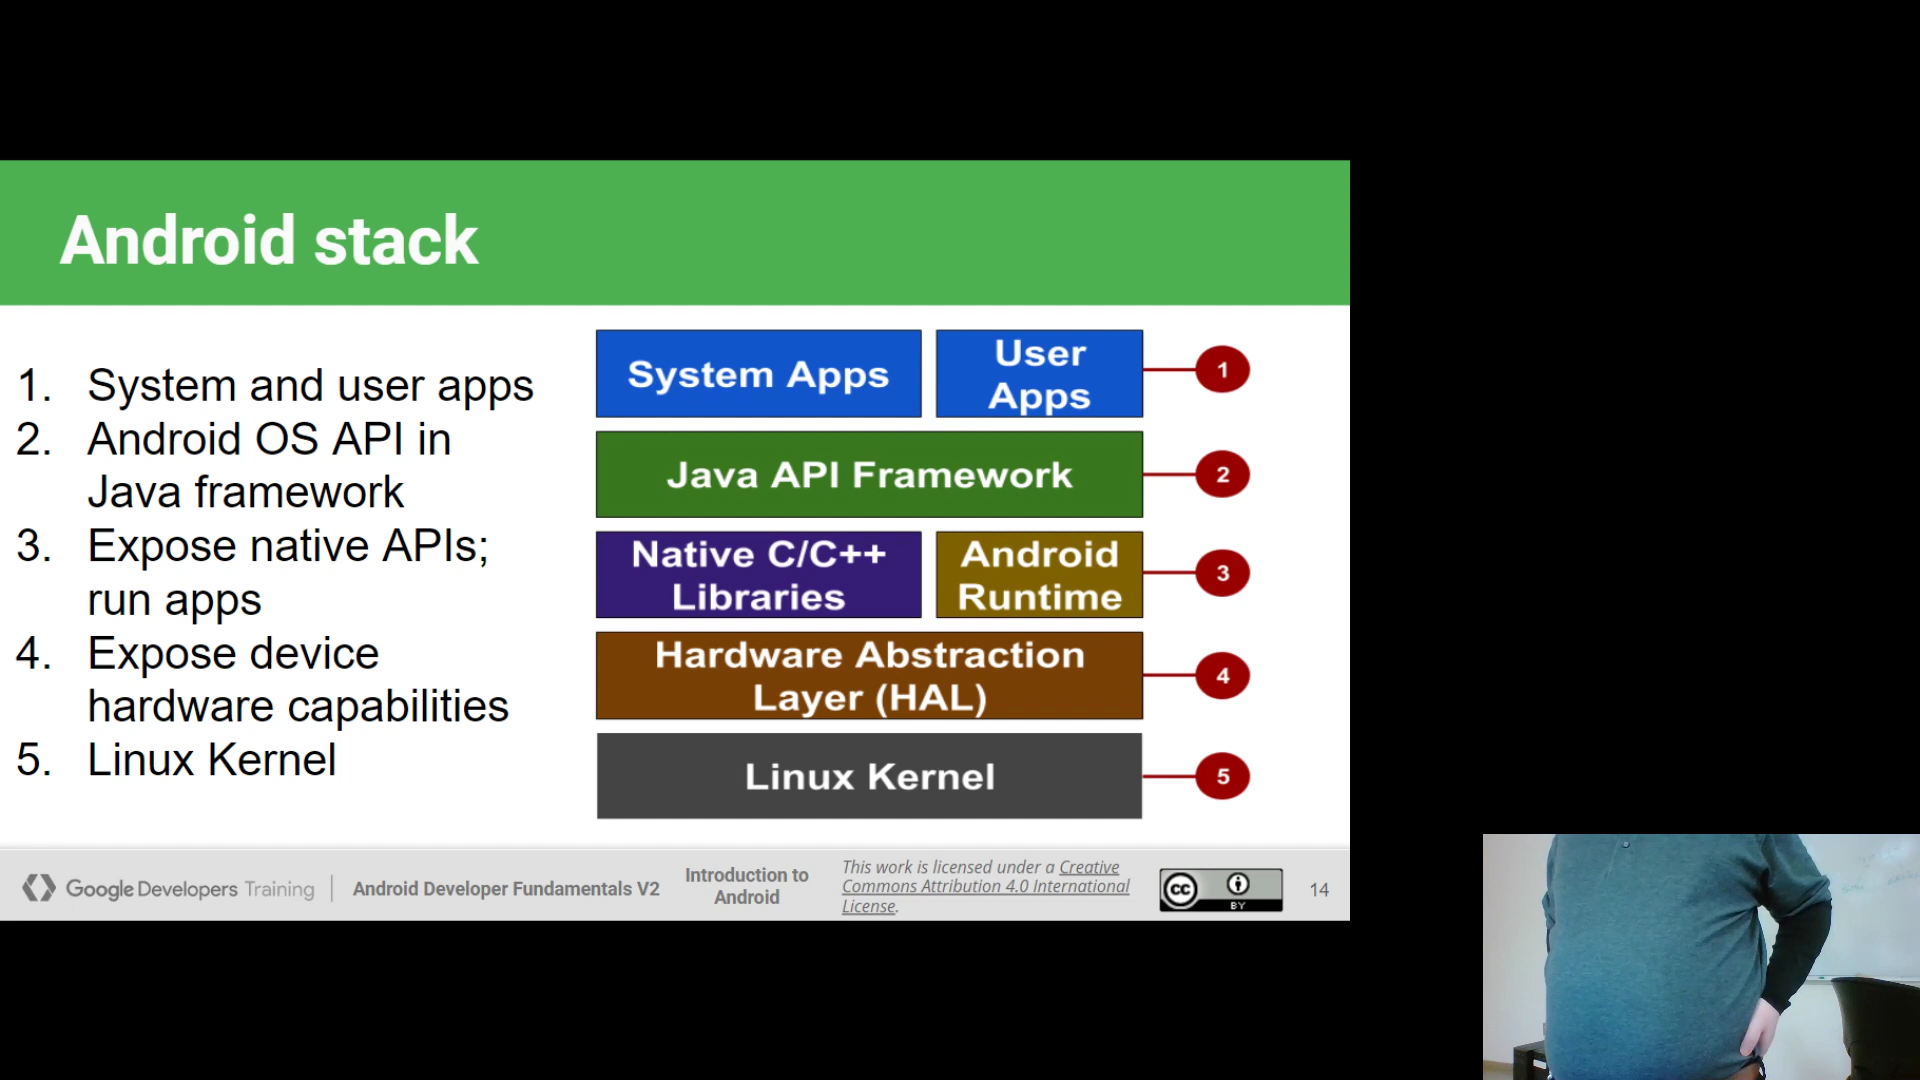 Android stack
1. System and user apps
2. Android OS API in
Java framework
3. Expose native APIs;
run apps
4. Expose device
hardware capabilities
5. Linux Kernel
System Apps
User
Apps
1
Java API Framework
2
Native C/C++
Libraries
Android
Runtime
3
Hardware Abstraction
Layer (HAL)
4
Linux Kernel
5
Google Developers Training
Android Developer Fundamentals V2
Introduction to
Android
This work is licensed under a Creative
Commons Attribution 4.0 International
License.
cc
BY
14